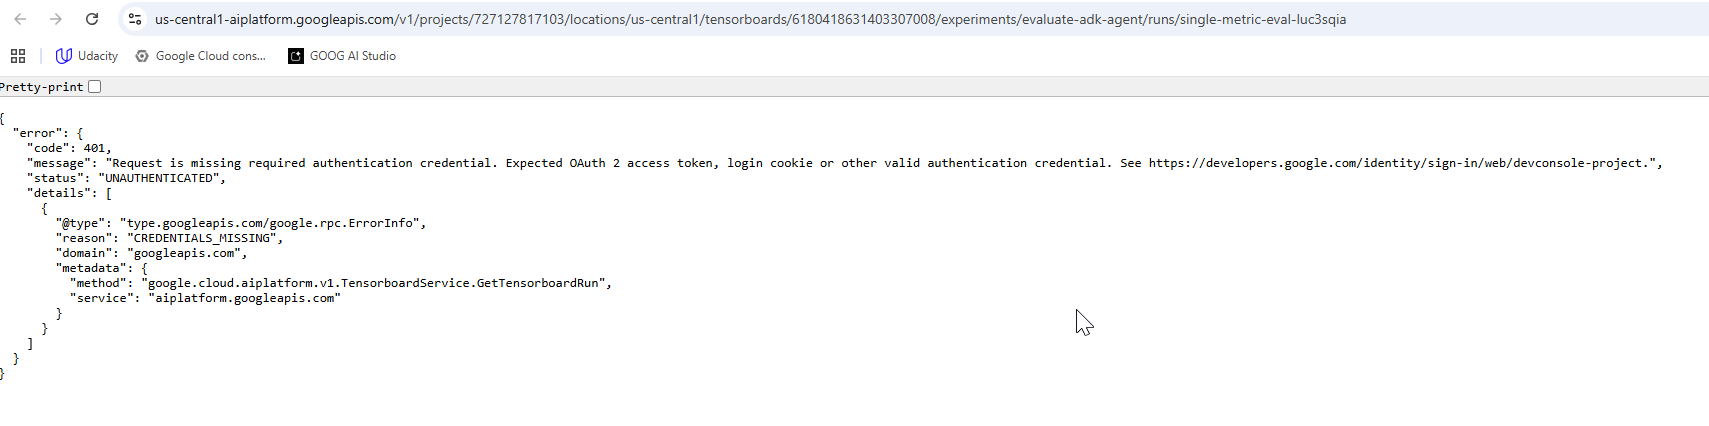 us-central1-aiplatform.googleapis.com/v1/projects/727127817103/locations/us-central1/tensorboards/6180418631403307008/experiments/evaluate-adk-agent/runs/single-metric-eval-luc3sqia
Udacity Google Cloud cons... GOOG AI Studio
Pretty-print
{
  "error": {
    "code": 401,
    "message": "Request is missing required authentication credential. Expected OAuth 2 access token, login cookie or other valid authentication credential. See https://developers.google.com/identity/sign-in/web/devconsole-project.",
    "status": "UNAUTHENTICATED",
    "details": [
      {
        "@type": "type.googleapis.com/google.rpc.ErrorInfo",
        "reason": "CREDENTIALS_MISSING",
        "domain": "googleapis.com",
        "metadata": {
          "method": "google.cloud.aiplatform.v1.TensorboardService.GetTensorboardRun",
          "service": "aiplatform.googleapis.com"
        }
      }
    ]
  }
}